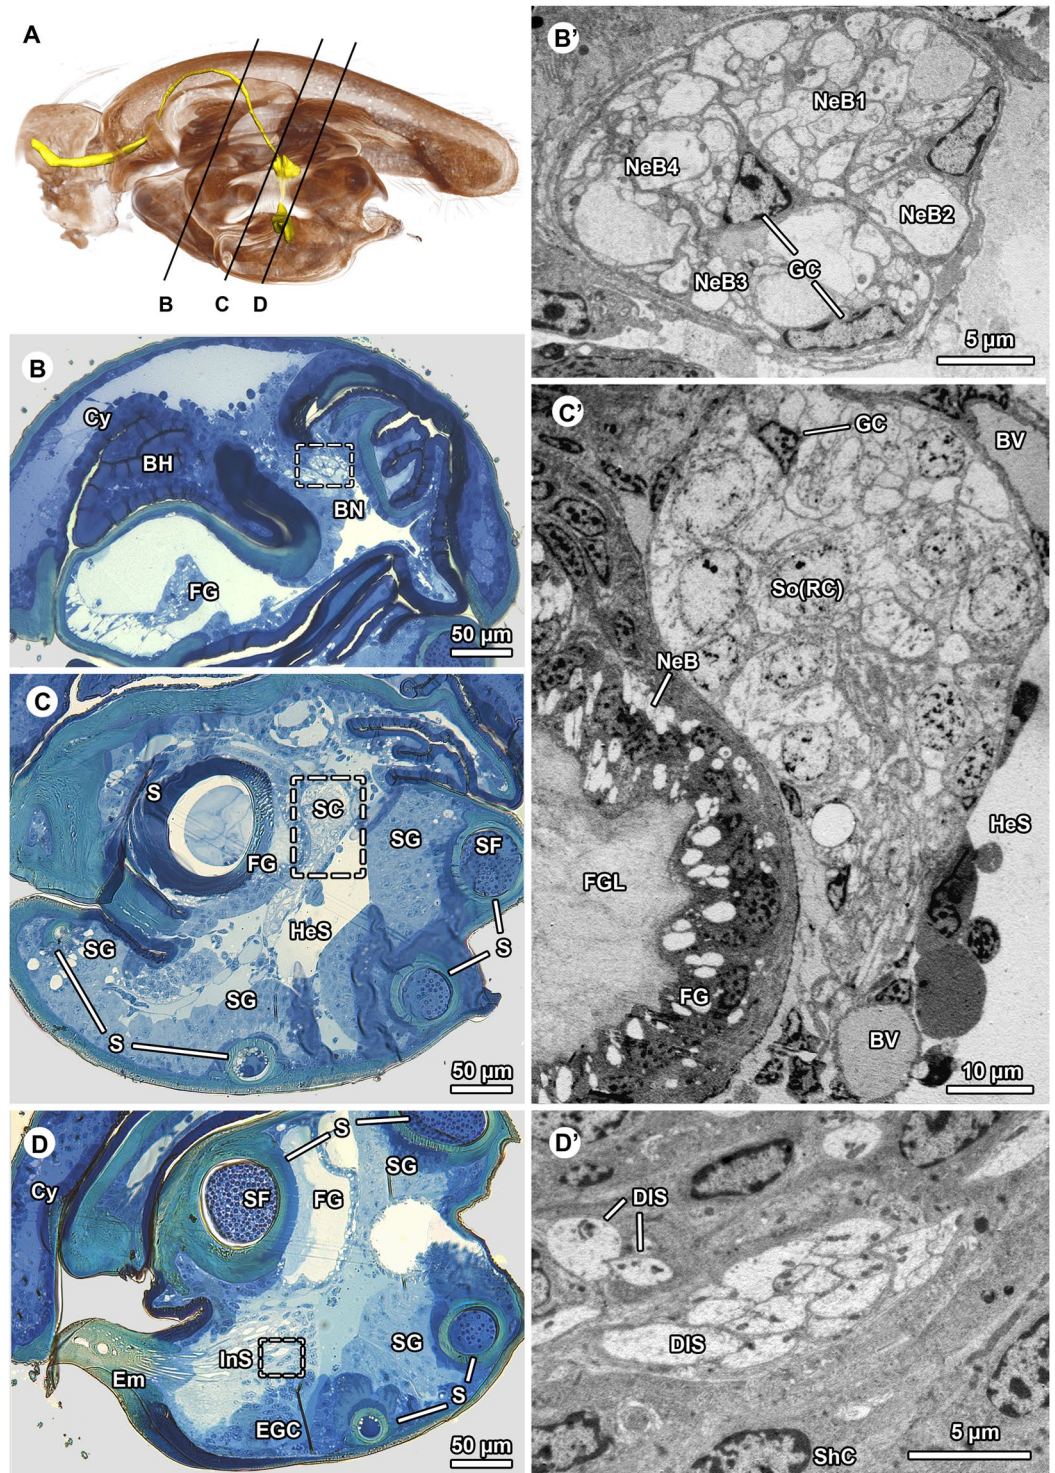 A
B C D
B'
NeB1
NeB4
NeB2
NeB3
GC
5 µm
B
Cy
BH
BN
FG
50 µm
C
S
SC
SG
SF
FG
HeS
S
SG
SG
S
50 µm
C'
GC
BV
So(RC)
NeB
HeS
FGL
FG
BV
10 µm
D
S
Cy
SG
SF
FG
SG
InS
Em
S
EGC
50 µm
D'
DIS
DIS
ShC
5 µm